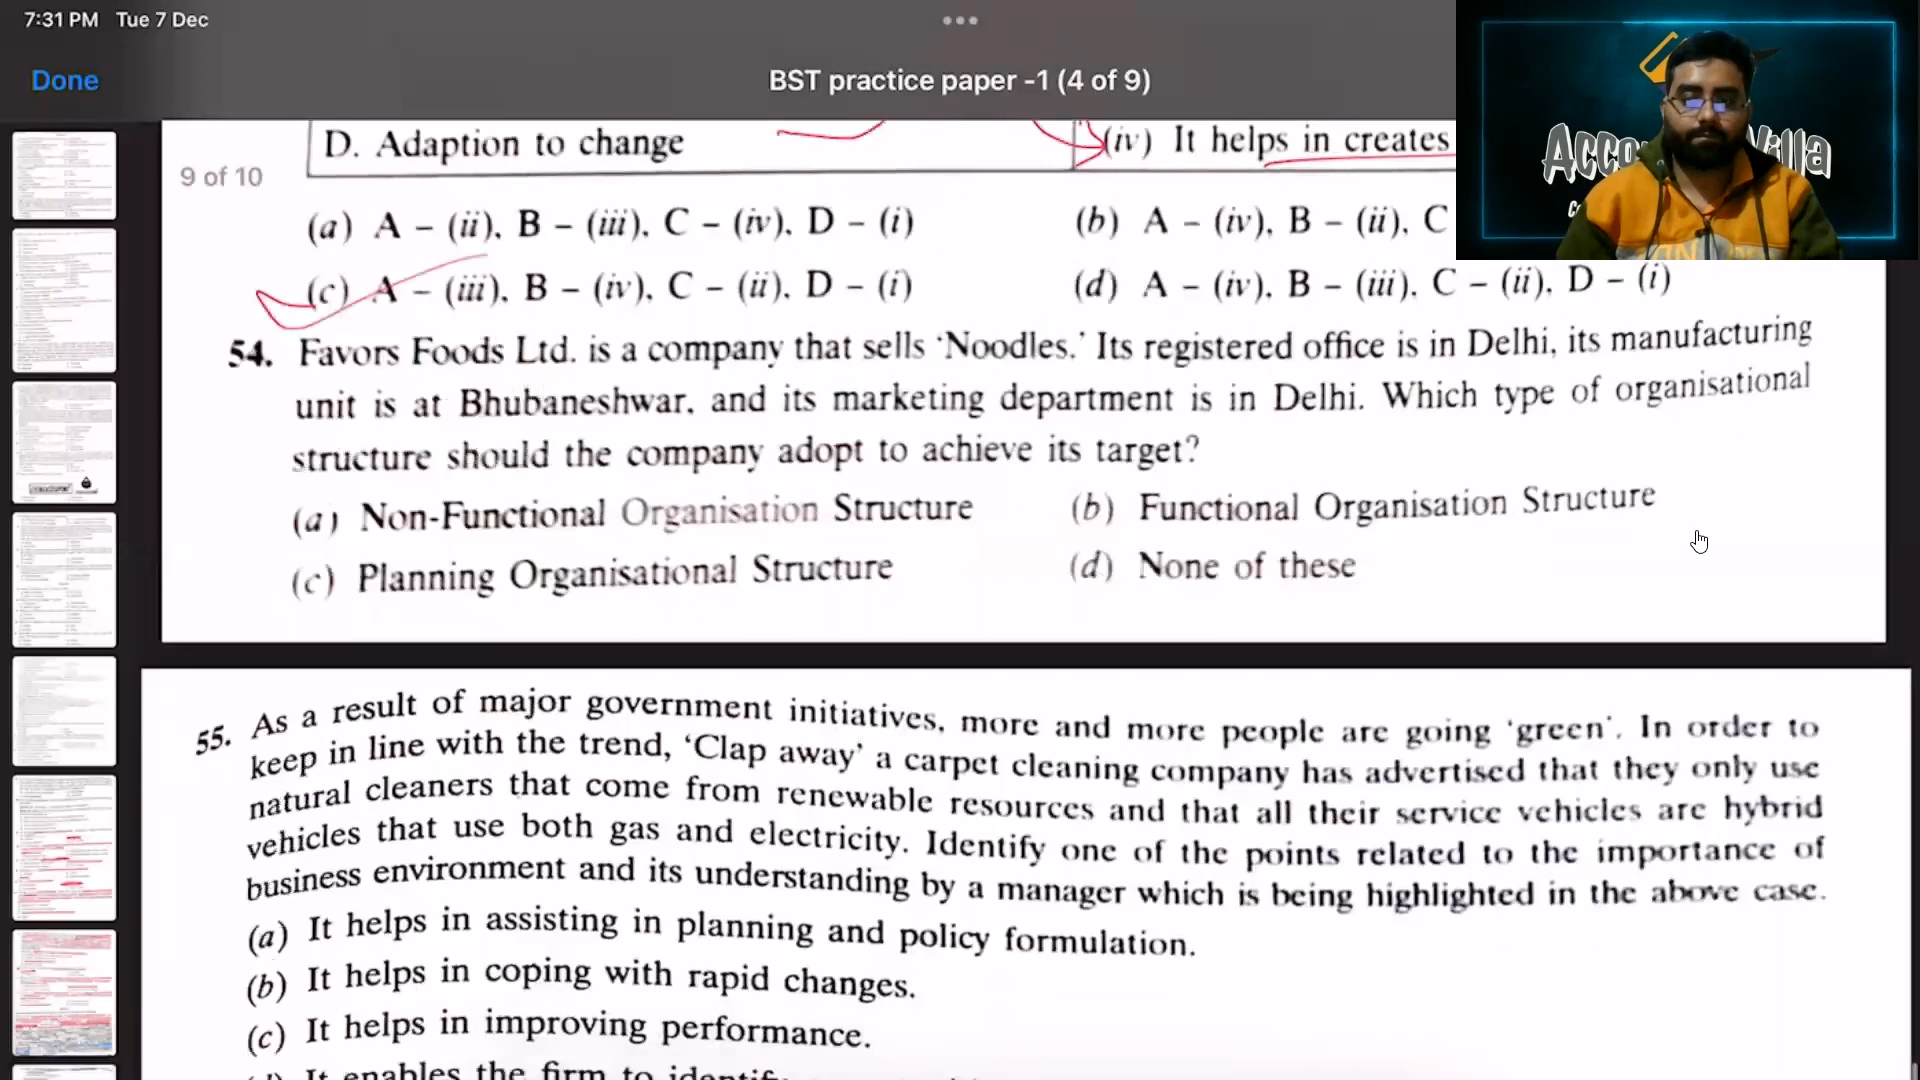 7:31 PM Tue 7 Dec
Done
BST practice paper -1 (4 of 9)
9 of 10
D. Adaption to change
(iv) It helps in creates
(a) A – (ii), B – (iii), C – (iv), D – (i)
(b) A – (iv), B – (ii), C
(c) A – (iii), B – (iv), C – (ii), D – (i)
(d) A – (iv), B – (iii), C – (ii), D – (i)
54. Favors Foods Ltd. is a company that sells 'Noodles.' Its registered office is in Delhi, its manufacturing
unit is at Bhubaneshwar, and its marketing department is in Delhi. Which type of organisational
structure should the company adopt to achieve its target?
(a) Non-Functional Organisation Structure
(b) Functional Organisation Structure
(c) Planning Organisational Structure
(d) None of these
55. As a result of major government initiatives, more and more people are going 'green'. In order to
keep in line with the trend, 'Clap away' a carpet cleaning company has advertised that they only use
natural cleaners that come from renewable resources and that all their service vehicles are hybrid
vehicles that use both gas and electricity. Identify one of the points related to the importance of
business environment and its understanding by a manager which is being highlighted in the above case.
(a) It helps in assisting in planning and policy formulation.
(b) It helps in coping with rapid changes.
(c) It helps in improving performance.
It enables the firm to identify